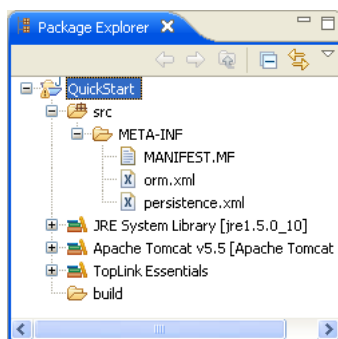 Package Explorer
QuickStart
src
META-INF
MANIFEST.MF
orm.xml
persistence.xml
JRE System Library [jre1.5.0_10]
Apache Tomcat v5.5 [Apache Tomcat
TopLink Essentials
build